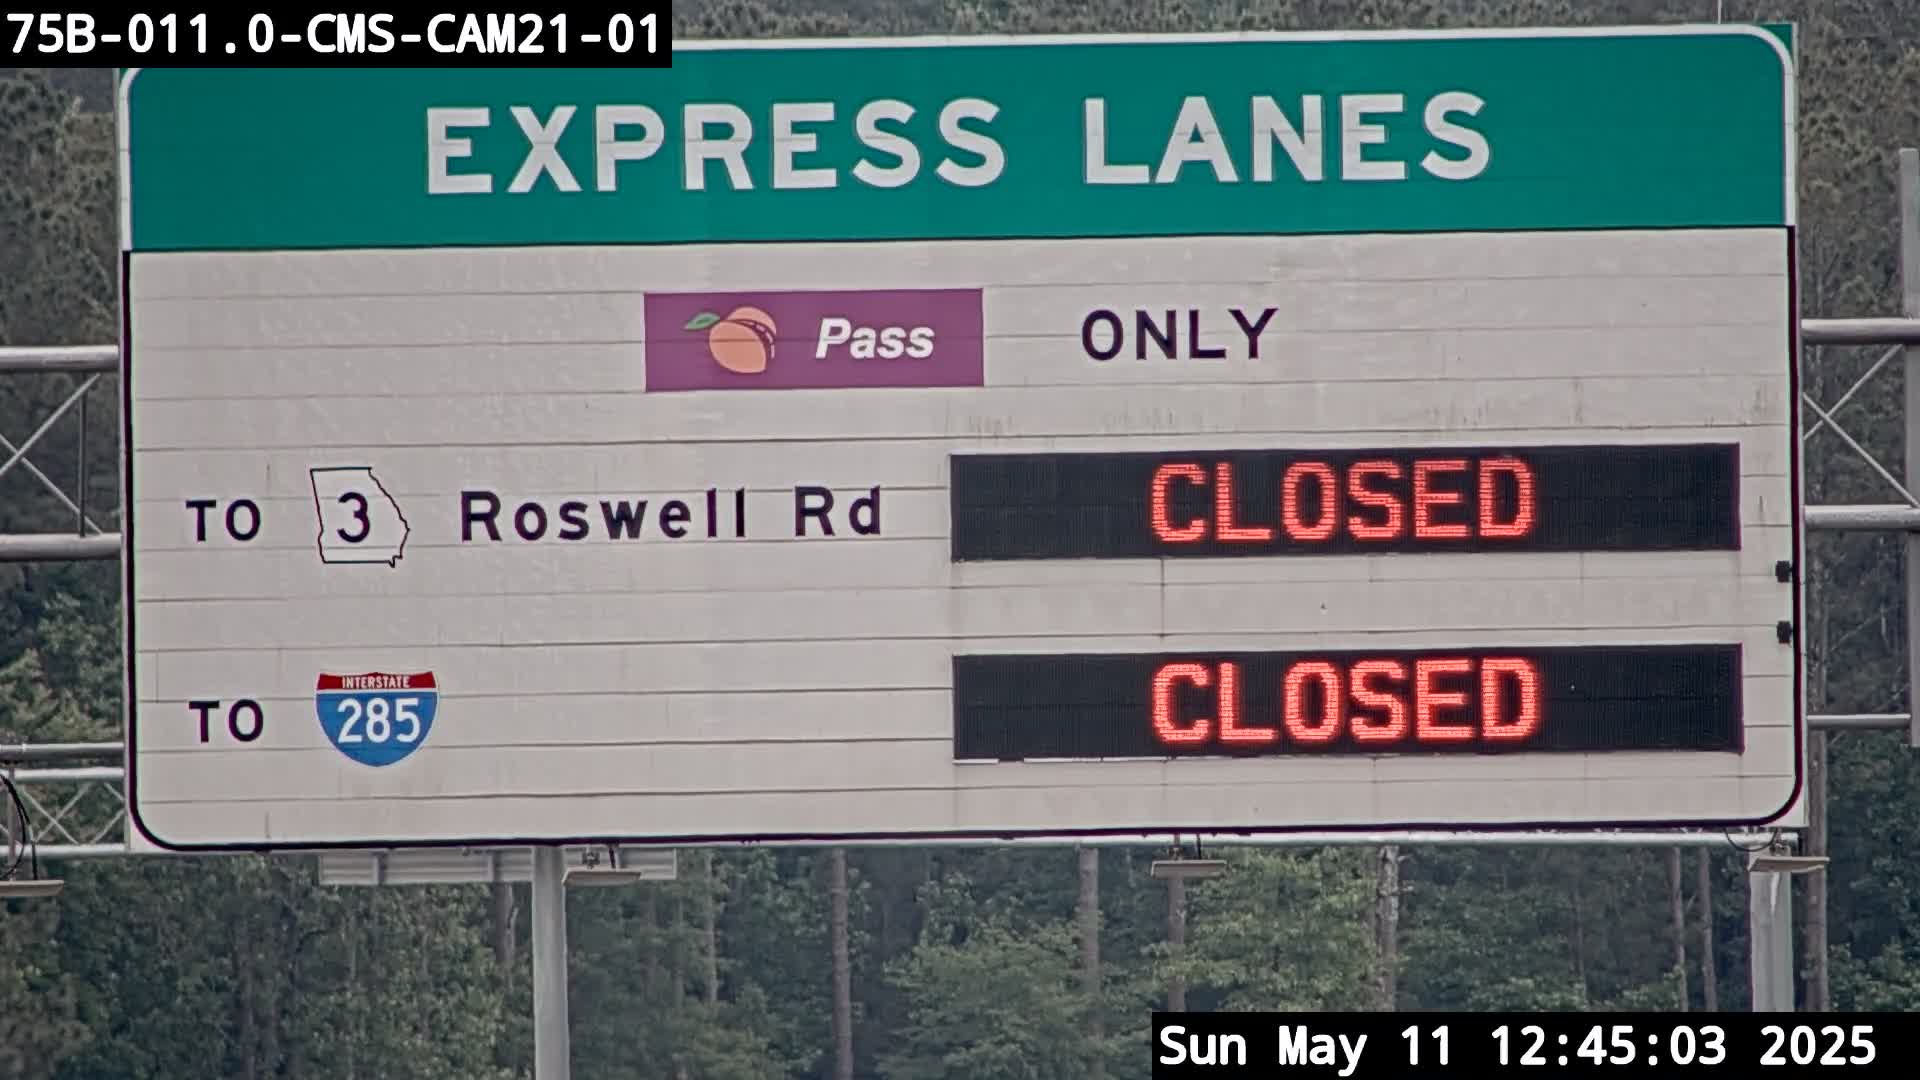 75B-011.0-CMS-CAM21-01
EXPRESS LANES
Pass ONLY
TO 3 Roswell Rd CLOSED
INTERSTATE
TO 285 CLOSED
Sun May 11 12:45:03 2025